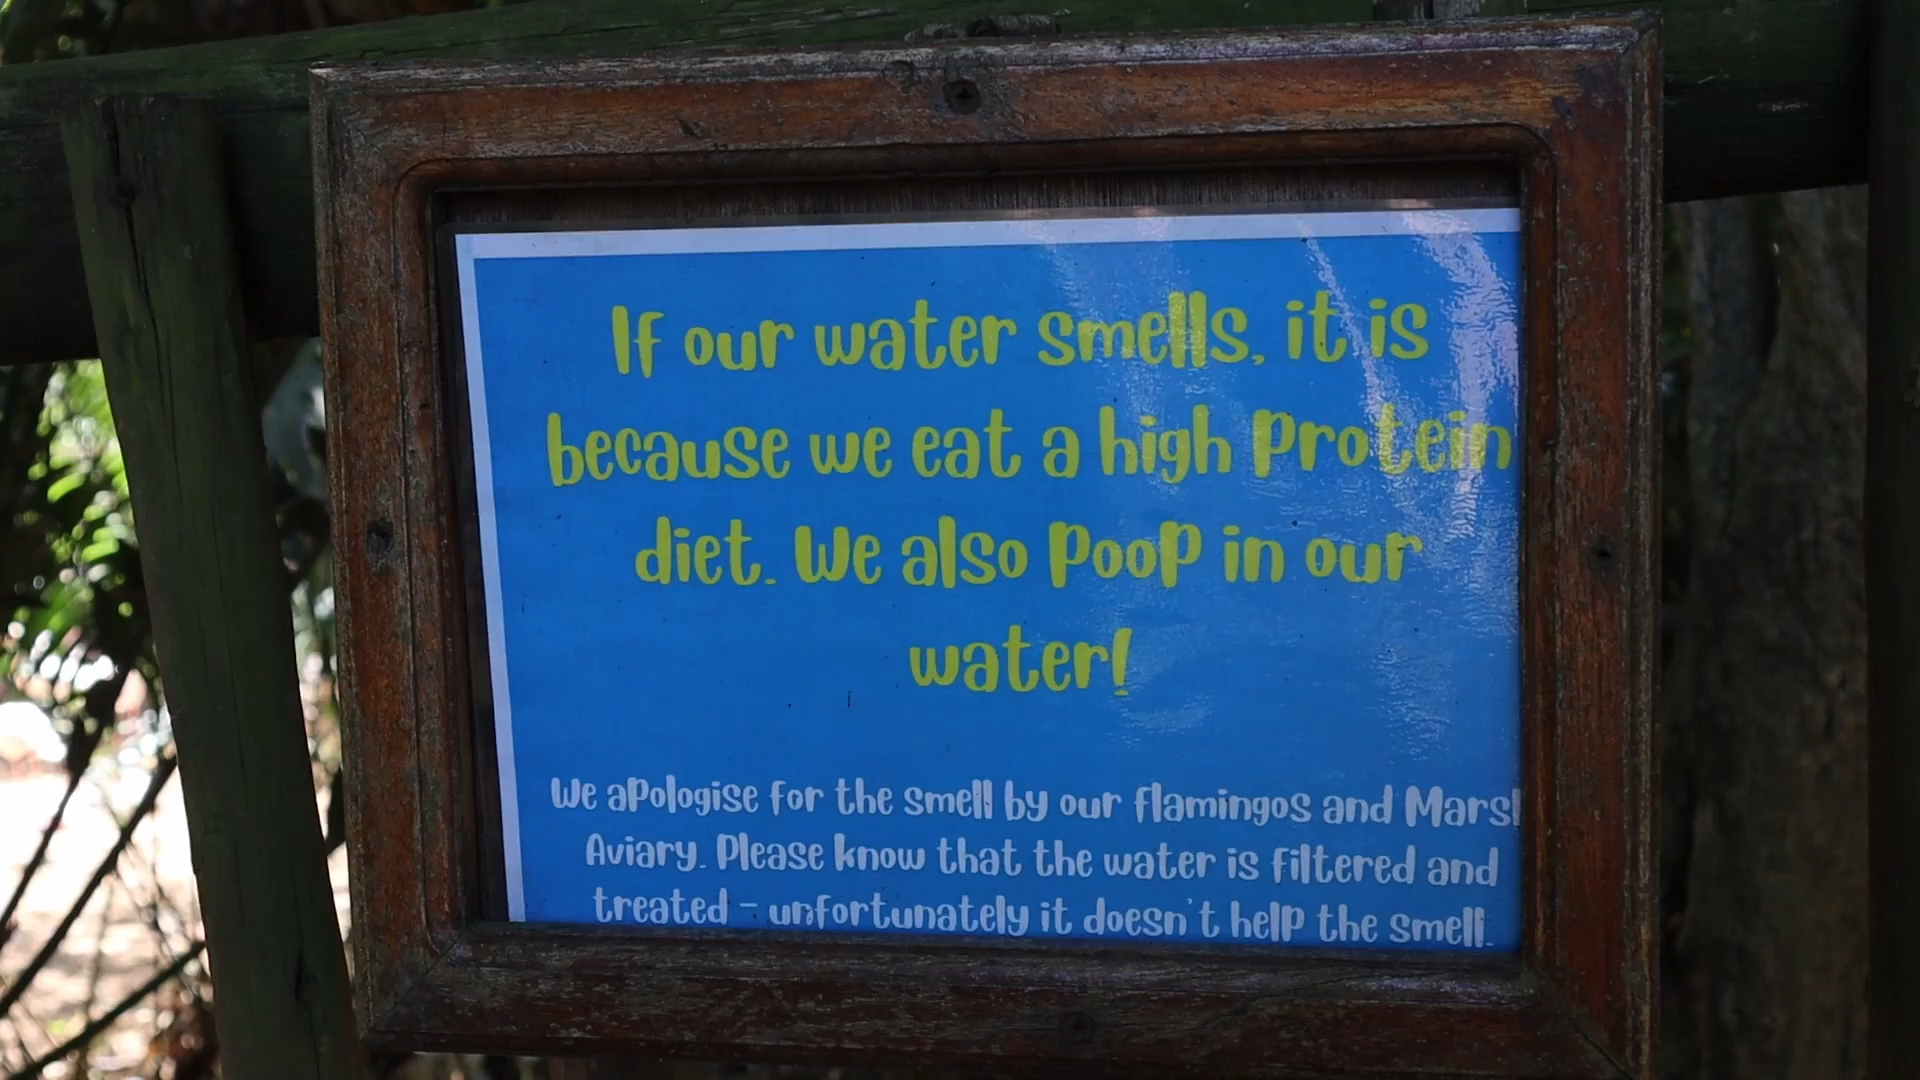 If our water smells, it is
because we eat a high protein
diet. We also poop in our
water!
We apologise for the smell by our flamingos and
Aviary. Please know that the water is filtered and
treated - unfortunately it doesn't help the smell.